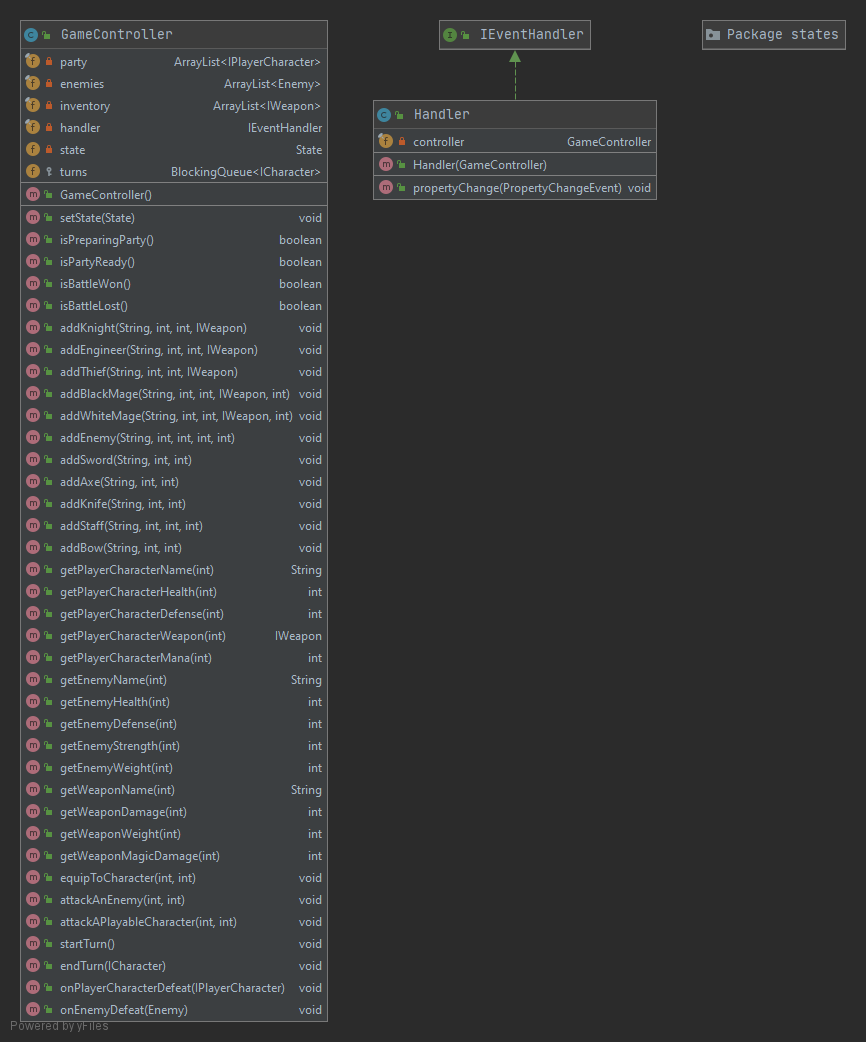 GameController
party ArrayList<IPlayerCharacter>
enemies ArrayList<Enemy>
inventory ArrayList<IWeapon>
handler IEventHandler
state State
turns BlockingQueue<ICharacter>
GameController()
setState(State) void
isPreparingParty() boolean
isPartyReady() boolean
isBattleWon() boolean
isBattleLost() boolean
addKnight(String, int, int, IWeapon) void
addEngineer(String, int, int, IWeapon) void
addThief(String, int, int, IWeapon) void
addBlackMage(String, int, int, IWeapon, int) void
addWhiteMage(String, int, int, IWeapon, int) void
addEnemy(String, int, int, int, int) void
addSword(String, int, int) void
addAxe(String, int, int) void
addKnife(String, int, int) void
addStaff(String, int, int, int) void
addBow(String, int, int) void
getPlayerCharacterName(int) String
getPlayerCharacterHealth(int) int
getPlayerCharacterDefense(int) int
getPlayerCharacterWeapon(int) IWeapon
getPlayerCharacterMana(int) int
getEnemyName(int) String
getEnemyHealth(int) int
getEnemyDefense(int) int
getEnemyStrength(int) int
getEnemyWeight(int) int
getWeaponName(int) String
getWeaponDamage(int) int
getWeaponWeight(int) int
getWeaponMagicDamage(int) int
equipToCharacter(int, int) void
attackAnEnemy(int, int) void
attackAPlayableCharacter(int, int) void
startTurn() void
endTurn(ICharacter) void
onPlayerCharacterDefeat(IPlayerCharacter) void
onEnemyDefeat(Enemy) void
IEventHandler
Handler
controller GameController
Handler(GameController)
propertyChange(PropertyChangeEvent) void
Package states
Powered by yFiles